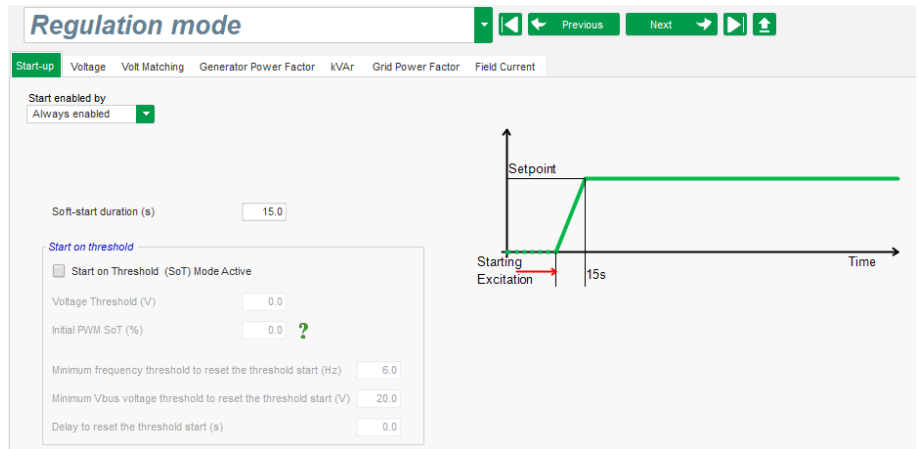 Regulation mode
Previous
Next
Start-up Voltage Volt Matching Generator Power Factor kVAr Grid Power Factor Field Current
Start enabled by
Always enabled
Soft-start duration (s) 15.0
Start on threshold
Start on Threshold (SoT) Mode Active
Voltage Threshold (V) 0.0
Initial PWM SoT (%) 0.0 ?
Minimum frequency threshold to reset the threshold start (Hz) 6.0
Minimum Vbus voltage threshold to reset the threshold start (V) 20.0
Delay to reset the threshold start (s) 0.0
Setpoint
Starting
Excitation
15s
Time